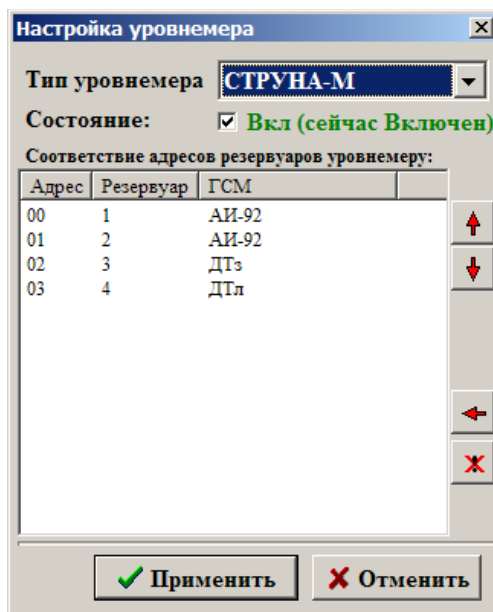 Настройка уровнемера
Тип уровнемера СТРУНА-М
Состояние: Вкл (сейчас Включен)
Соответствие адресов резервуаров уровнемеру:
Адрес Резервуар ГСМ
00 1 АИ-92
01 2 АИ-92
02 3 ДТз
03 4 ДТл
Применить Отменить